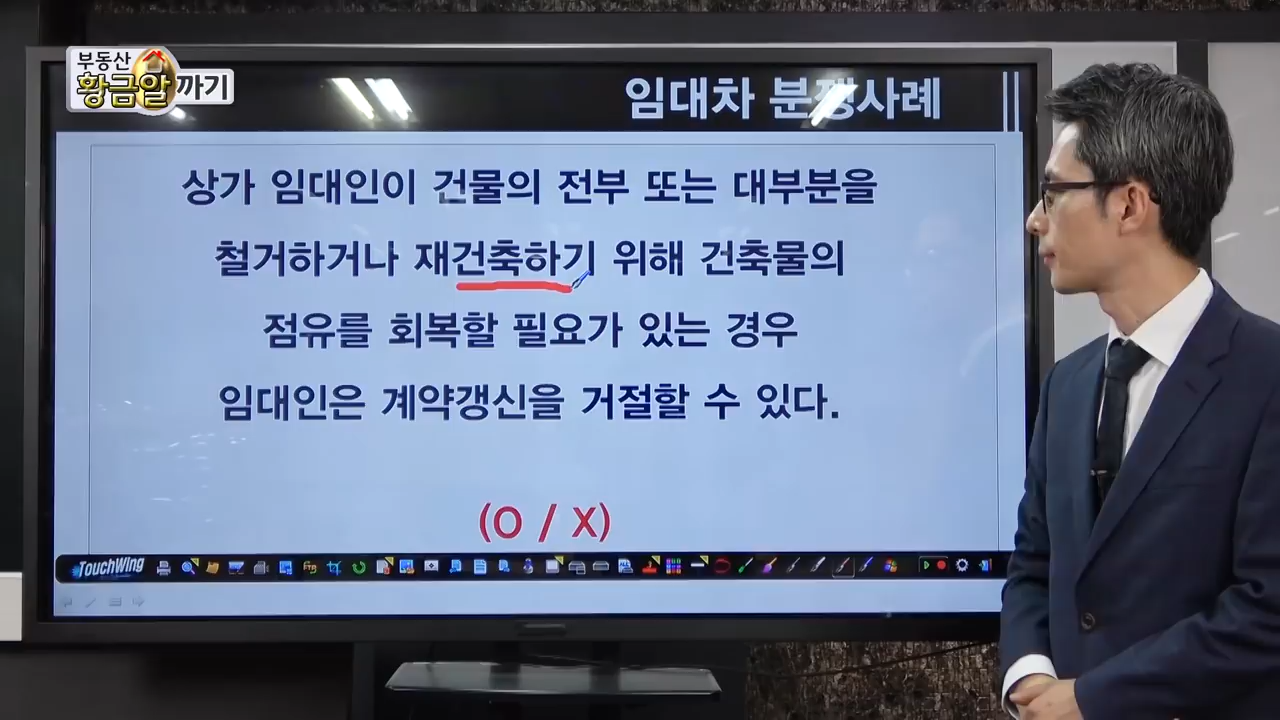 부동산
황금알까기
임대차 분쟁사례
상가 임대인이 건물의 전부 또는 대부분을
철거하거나 재건축하기 위해 건축물의
점유를 회복할 필요가 있는 경우
임대인은 계약갱신을 거절할 수 있다.
(O / X)
TouchWing